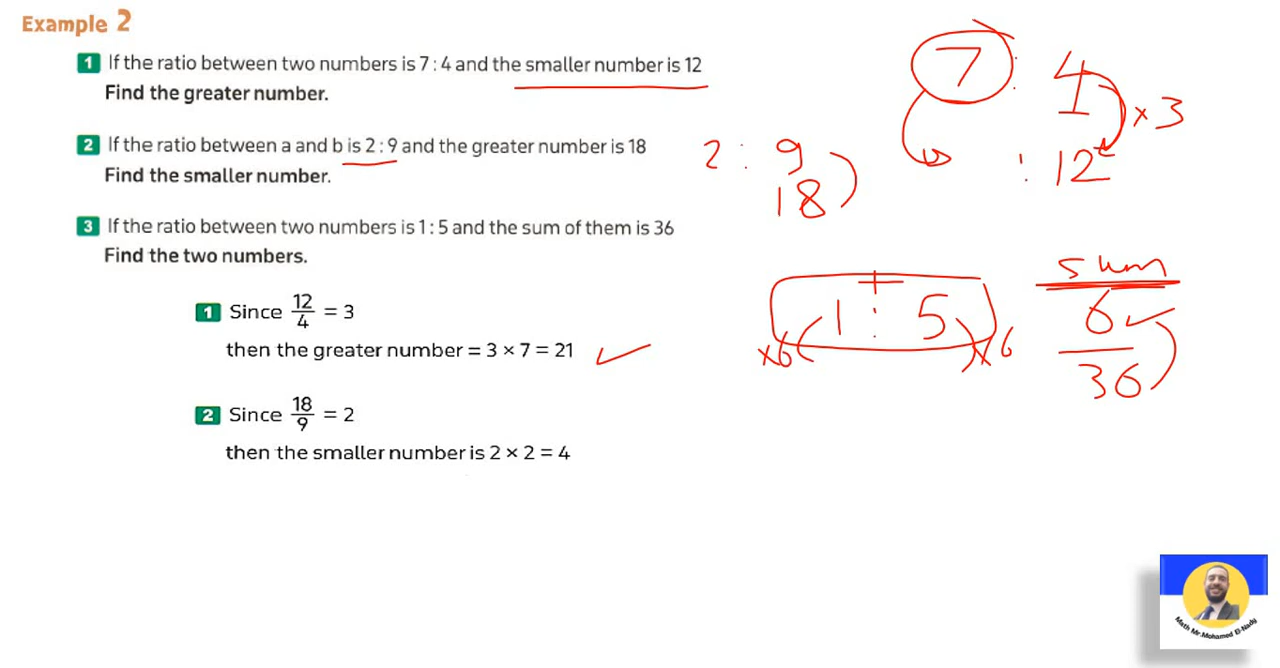 Example 2
1 If the ratio between two numbers is 7 : 4 and the smaller number is 12
Find the greater number.
2 If the ratio between a and b is 2 : 9 and the greater number is 18
Find the smaller number.
3 If the ratio between two numbers is 1 : 5 and the sum of them is 36
Find the two numbers.
1 Since 12/4 = 3
then the greater number = 3 × 7 = 21
2 Since 18/9 = 2
then the smaller number is 2 × 2 = 4
7 : 4
× 3
: 12
2 : 9
18
sum
+
1 : 5
6
×6
×6
36
Math Mr.Mohamed El-Nady